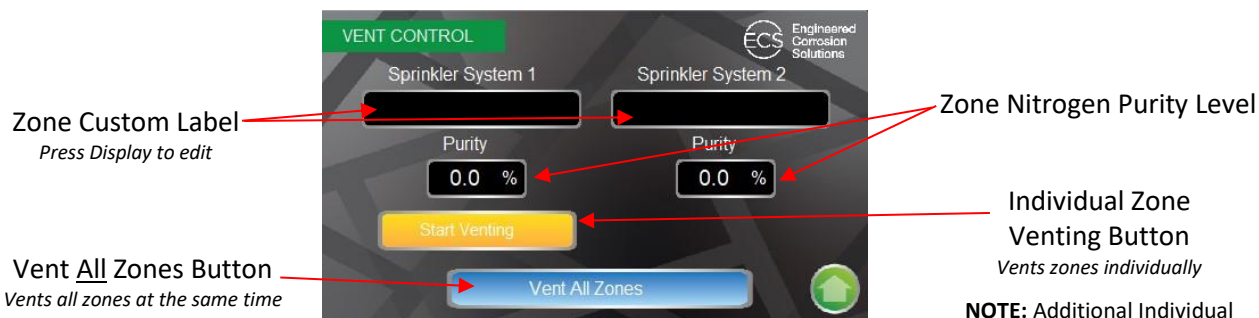 VENT CONTROL
ECS Engineered
Corrosion
Solutions
Sprinkler System 1
Sprinkler System 2
Zone Custom Label
Press Display to edit
Zone Nitrogen Purity Level
Purity
Purity
0.0 %
0.0 %
Start Venting
Individual Zone
Venting Button
Vents zones individually
Vent All Zones Button
Vents all zones at the same time
Vent All Zones
NOTE: Additional Individual